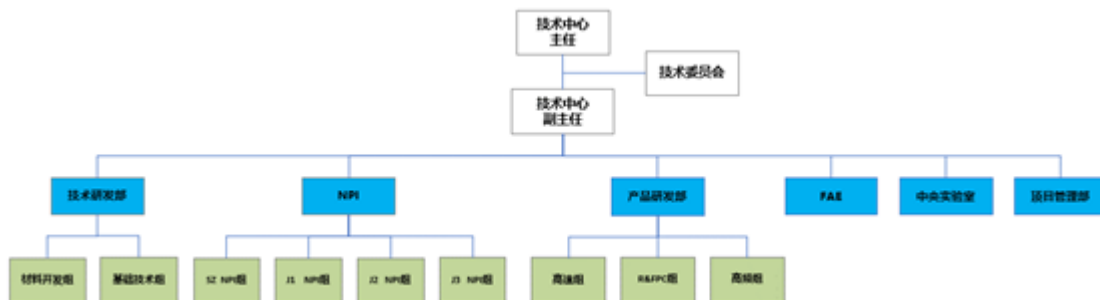 技术中心
主任
技术委员会
技术中心
副主任
技术研发部
NPI
产品研发部
FAE
中央实验室
项目管理部
材料开发组
基础技术组
SZ NPI组
J1 NPI组
J2 NPI组
J3 NPI组
高速组
R&FPC组
高频组